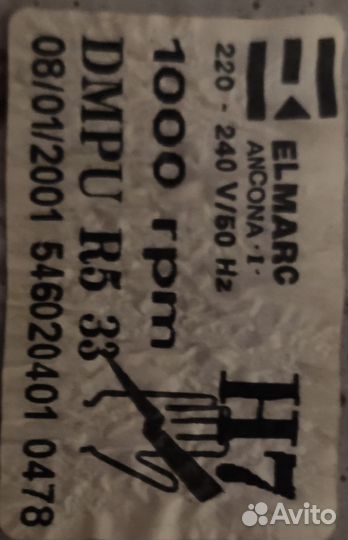 ELMARC
ANCONA·I·
220 - 240 V/50 Hz
H7
1000 rpm
DMPU R5 33
08/01/2001 546020401 0478
Avito